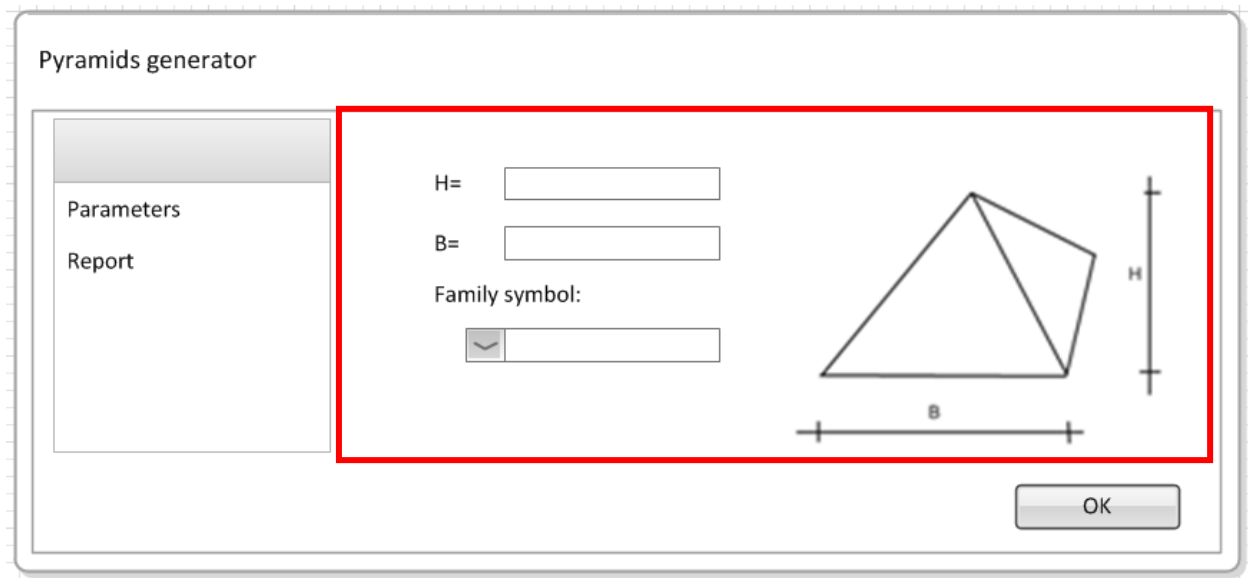 Pyramids generator
Parameters
Report
H=
B=
Family symbol:
H
B
OK